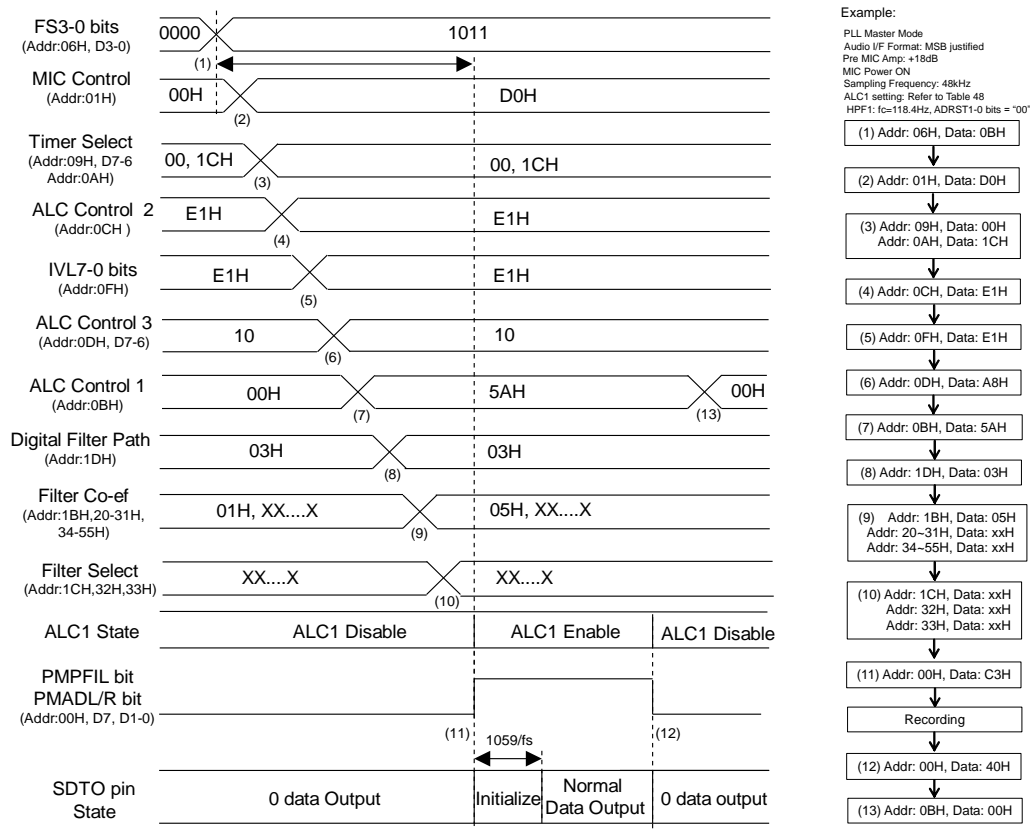 FS3-0 bits
(Addr:06H, D3-0)
0000
1011
(1)
MIC Control
(Addr:01H)
00H
D0H
(2)
Timer Select
(Addr:09H, D7-6
Addr:0AH)
00, 1CH
00, 1CH
(3)
ALC Control 2
(Addr:0CH )
E1H
E1H
(4)
IVL7-0 bits
(Addr:0FH)
E1H
E1H
(5)
ALC Control 3
(Addr:0DH, D7-6)
10
10
(6)
ALC Control 1
(Addr:0BH)
00H
5AH
00H
(7)
(13)
Digital Filter Path
(Addr:1DH)
03H
03H
(8)
Filter Co-ef
(Addr:1BH,20-31H,
34-55H)
01H, XX....X
05H, XX....X
(9)
Filter Select
(Addr:1CH,32H,33H)
XX....X
XX....X
(10)
ALC1 State
ALC1 Disable
ALC1 Enable
ALC1 Disable
PMPFIL bit
PMADL/R bit
(Addr:00H, D7, D1-0)
(11)
1059/fs
(12)
SDTO pin
State
0 data Output
Initialize
Normal
Data Output
0 data output
Example:
PLL Master Mode
Audio I/F Format: MSB justified
Pre MIC Amp: +18dB
MIC Power ON
Sampling Frequency: 48kHz
ALC1 setting: Refer to Table 48
HPF1: fc=118.4Hz, ADRST1-0 bits = “00”
(1) Addr: 06H, Data: 0BH
(2) Addr: 01H, Data: D0H
(3) Addr: 09H, Data: 00H
Addr: 0AH, Data: 1CH
(4) Addr: 0CH, Data: E1H
(5) Addr: 0FH, Data: E1H
(6) Addr: 0DH, Data: A8H
(7) Addr: 0BH, Data: 5AH
(8) Addr: 1DH, Data: 03H
(9) Addr: 1BH, Data: 05H
Addr: 20~31H, Data: xxH
Addr: 34~55H, Data: xxH
(10) Addr: 1CH, Data: xxH
Addr: 32H, Data: xxH
Addr: 33H, Data: xxH
(11) Addr: 00H, Data: C3H
Recording
(12) Addr: 00H, Data: 40H
(13) Addr: 0BH, Data: 00H